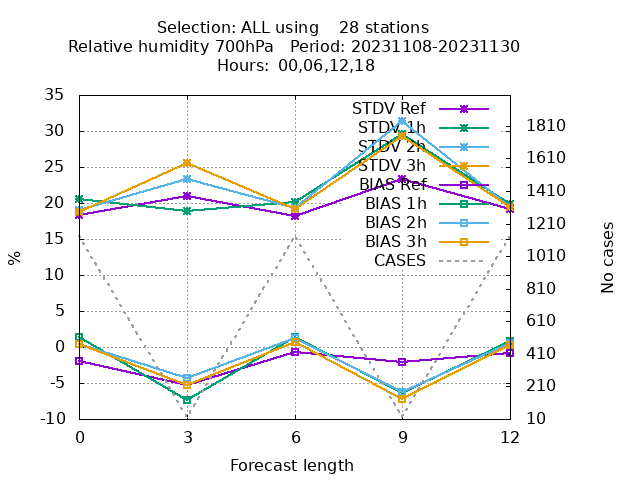 Selection: ALL using    28 stations
Relative humidity 700hPa   Period: 20231108-20231130
Hours:  00,06,12,18
35
30
25
20
15
10
5
0
-5
-10
%
STDV Ref
STDV 1h
STDV 2h
STDV 3h
BIAS Ref
BIAS 1h
BIAS 2h
BIAS 3h
CASES
1810
1610
1410
1210
1010
810
610
410
210
10
No cases
0 3 6 9 12
Forecast length